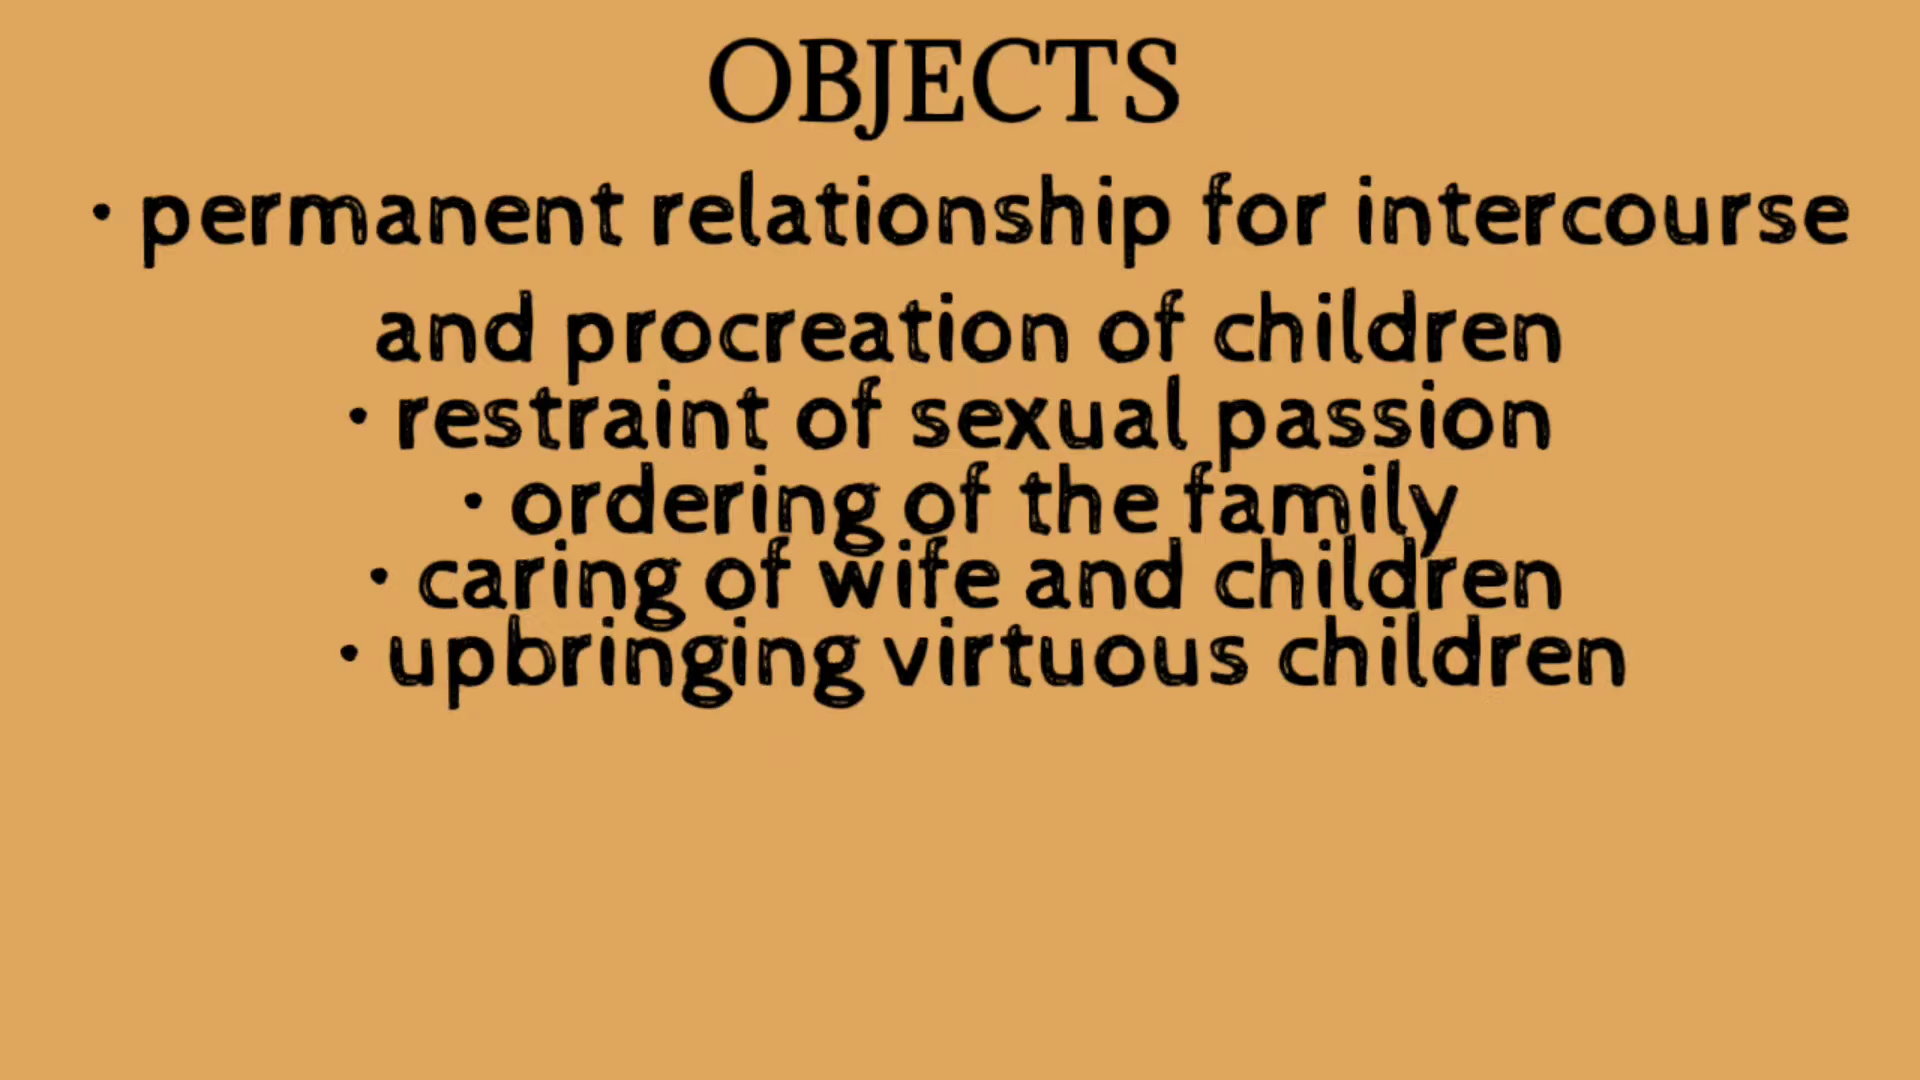 OBJECTS
· permanent relationship for intercourse
and procreation of children
· restraint of sexual passion
· ordering of the family
· caring of wife and children
· upbringing virtuous children